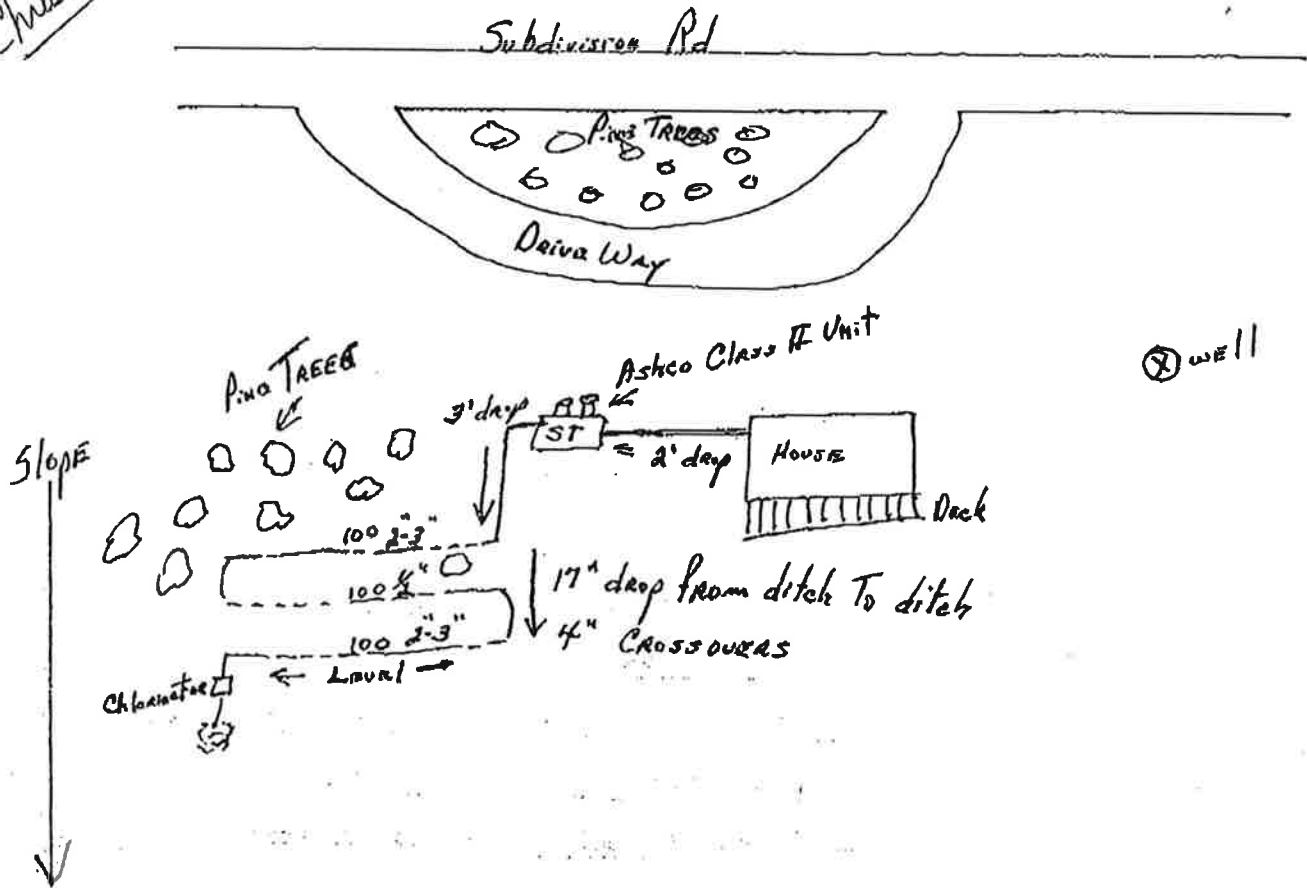 Subdivision Rd
Pine Trees
Drive Way
Pine Trees
Ashco Class II Unit
well
3' drop
ST
2' drop
House
Slope
Deck
100 2"-3"
100
17" drop from ditch To ditch
100 2"-3"
4" Crossovers
Level
Chlorinator